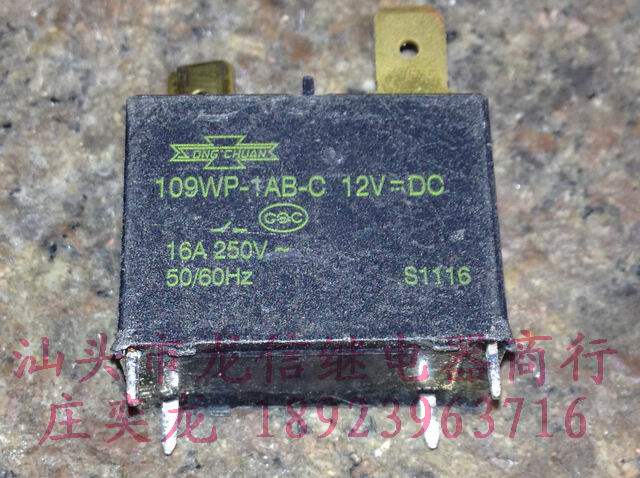 SONG CHUAN
109WP-1AB-C 12V=DC
CQC
16A 250V~
50/60Hz S1116
汕头市龙信继电器商行
庄奕龙 18923963716